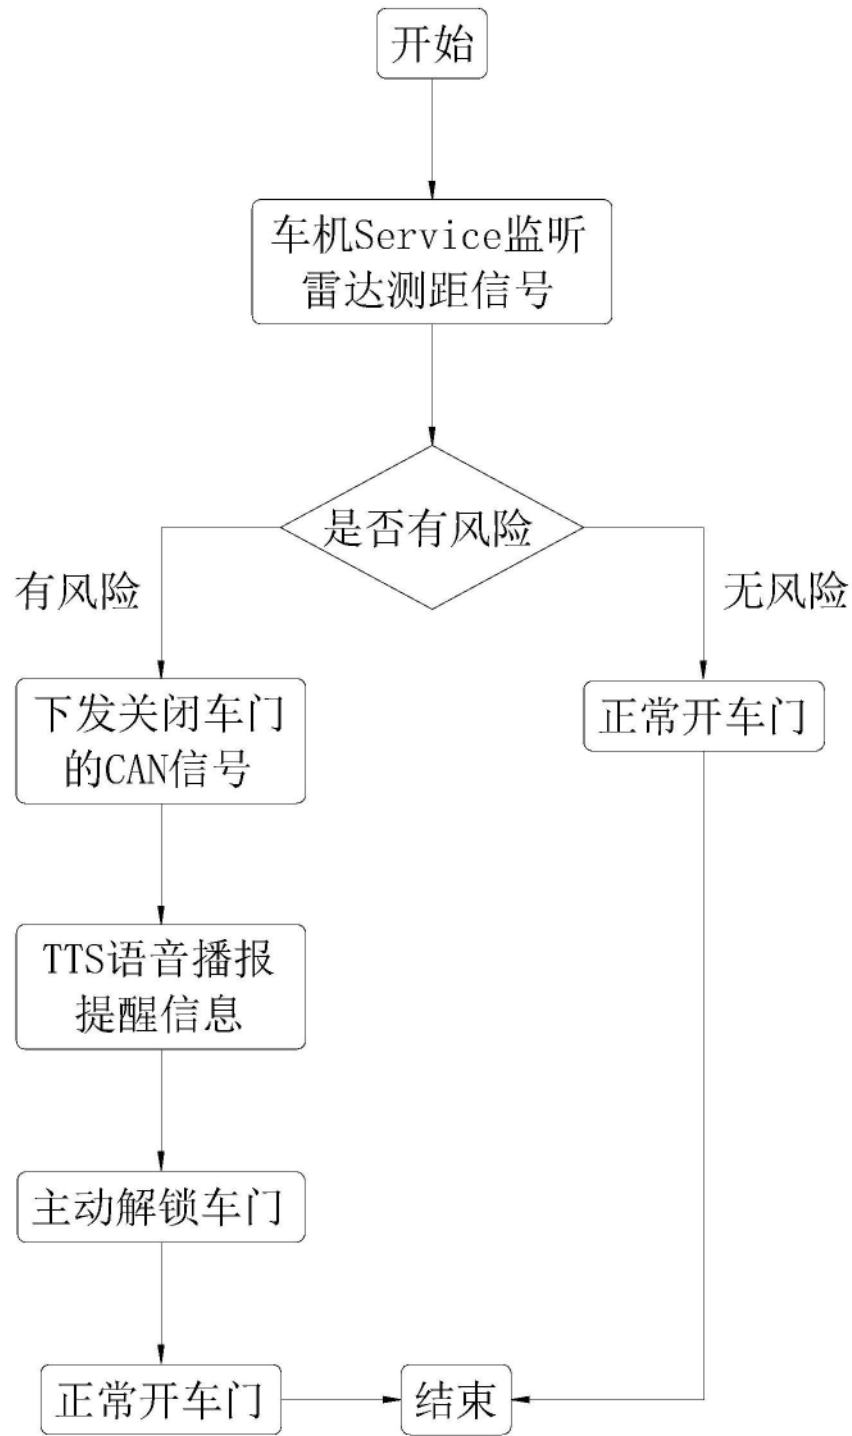 开始
车机Service监听
雷达测距信号
是否有风险
有风险
无风险
下发关闭车门
的CAN信号
正常开车门
TTS语音播报
提醒信息
主动解锁车门
正常开车门
结束